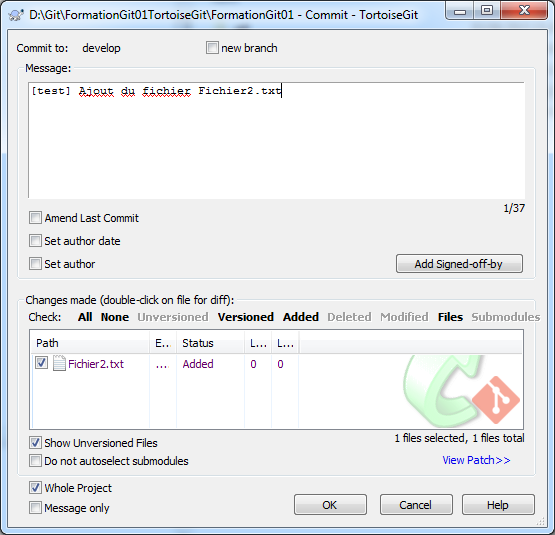 D:\Git\FormationGit01TortoiseGit\FormationGit01 - Commit - TortoiseGit
Commit to: develop new branch
Message:
[test] Ajout du fichier Fichier2.txt
1/37
Amend Last Commit
Set author date
Set author
Add Signed-off-by
Changes made (double-click on file for diff):
Check: All None Unversioned Versioned Added Deleted Modified Files Submodules
Path E... Status L... L...
Fichier2.txt .... Added 0 0
Show Unversioned Files
1 files selected, 1 files total
Do not autoselect submodules
View Patch>>
Whole Project
Message only
OK Cancel Help